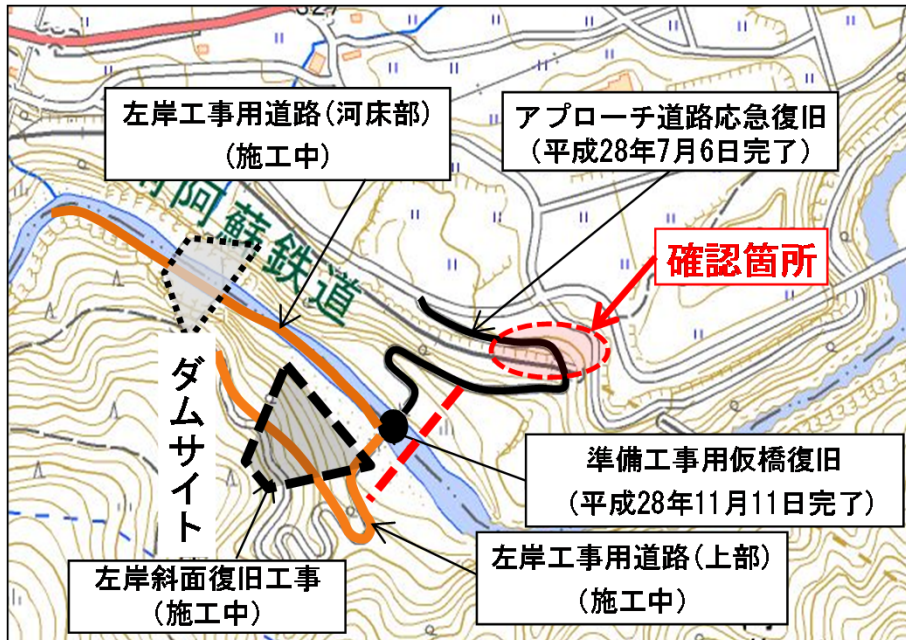 左岸工事用道路(河床部)
(施工中)
アプローチ道路応急復旧
(平成28年7月6日完了)
阿蘇鉄道
確認箇所
ダムサイト
準備工事用仮橋復旧
(平成28年11月11日完了)
左岸工事用道路(上部)
(施工中)
左岸斜面復旧工事
(施工中)